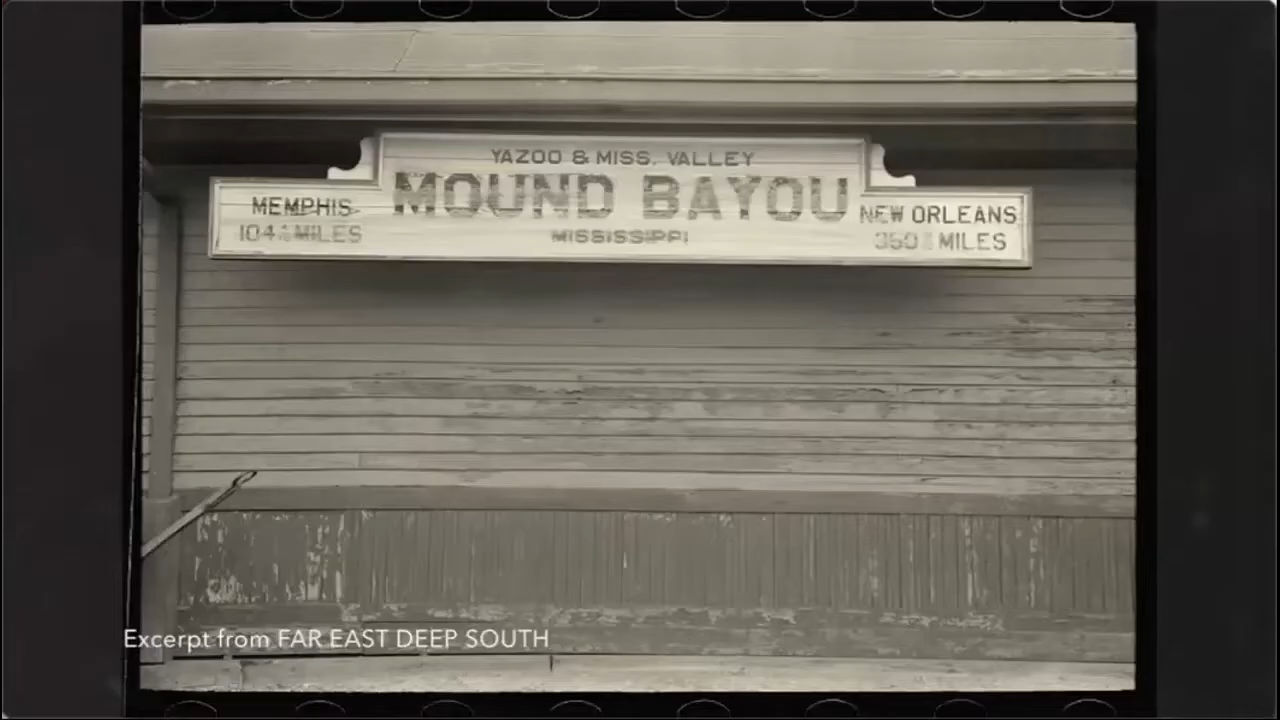 YAZOO & MISS. VALLEY
MOUND BAYOU
MISSISSIPPI
MEMPHIS
104 MILES
NEW ORLEANS
350 MILES
Excerpt from FAR EAST DEEP SOUTH